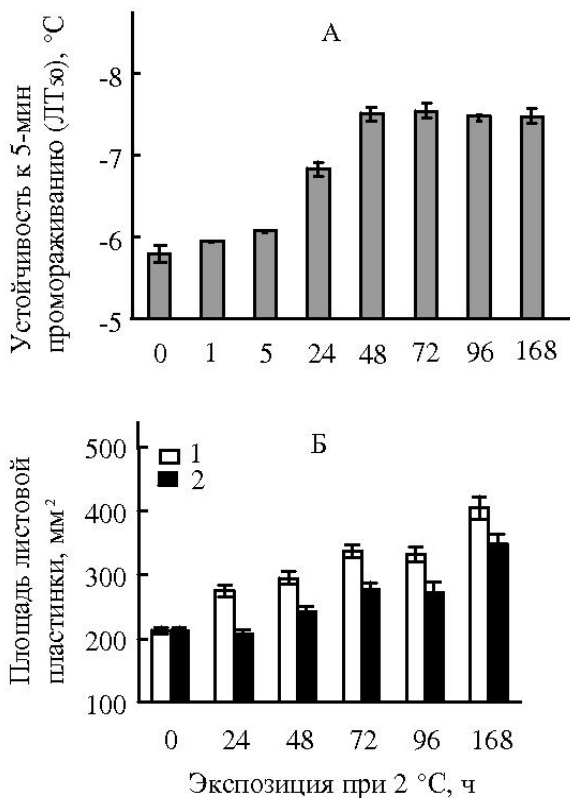 А
Устойчивость к 5-мин
промораживанию (ЛТ₅₀), °С
-8
-7
-6
-5
0 1 5 24 48 72 96 168
Б
1
2
Площадь листовой
пластинки, мм²
500
400
300
200
100
0 24 48 72 96 168
Экспозиция при 2 °С, ч